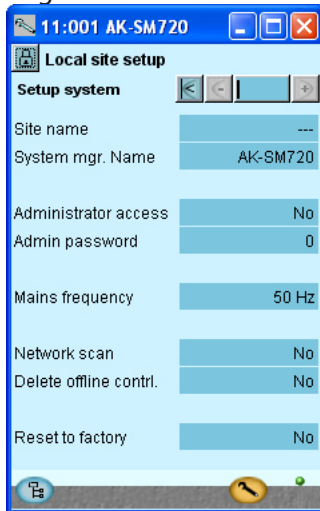 11:001 AK-SM720
Local site setup
Setup system
Site name ---
System mgr. Name AK-SM720
Administrator access No
Admin password 0
Mains frequency 50 Hz
Network scan No
Delete offline contrl. No
Reset to factory No